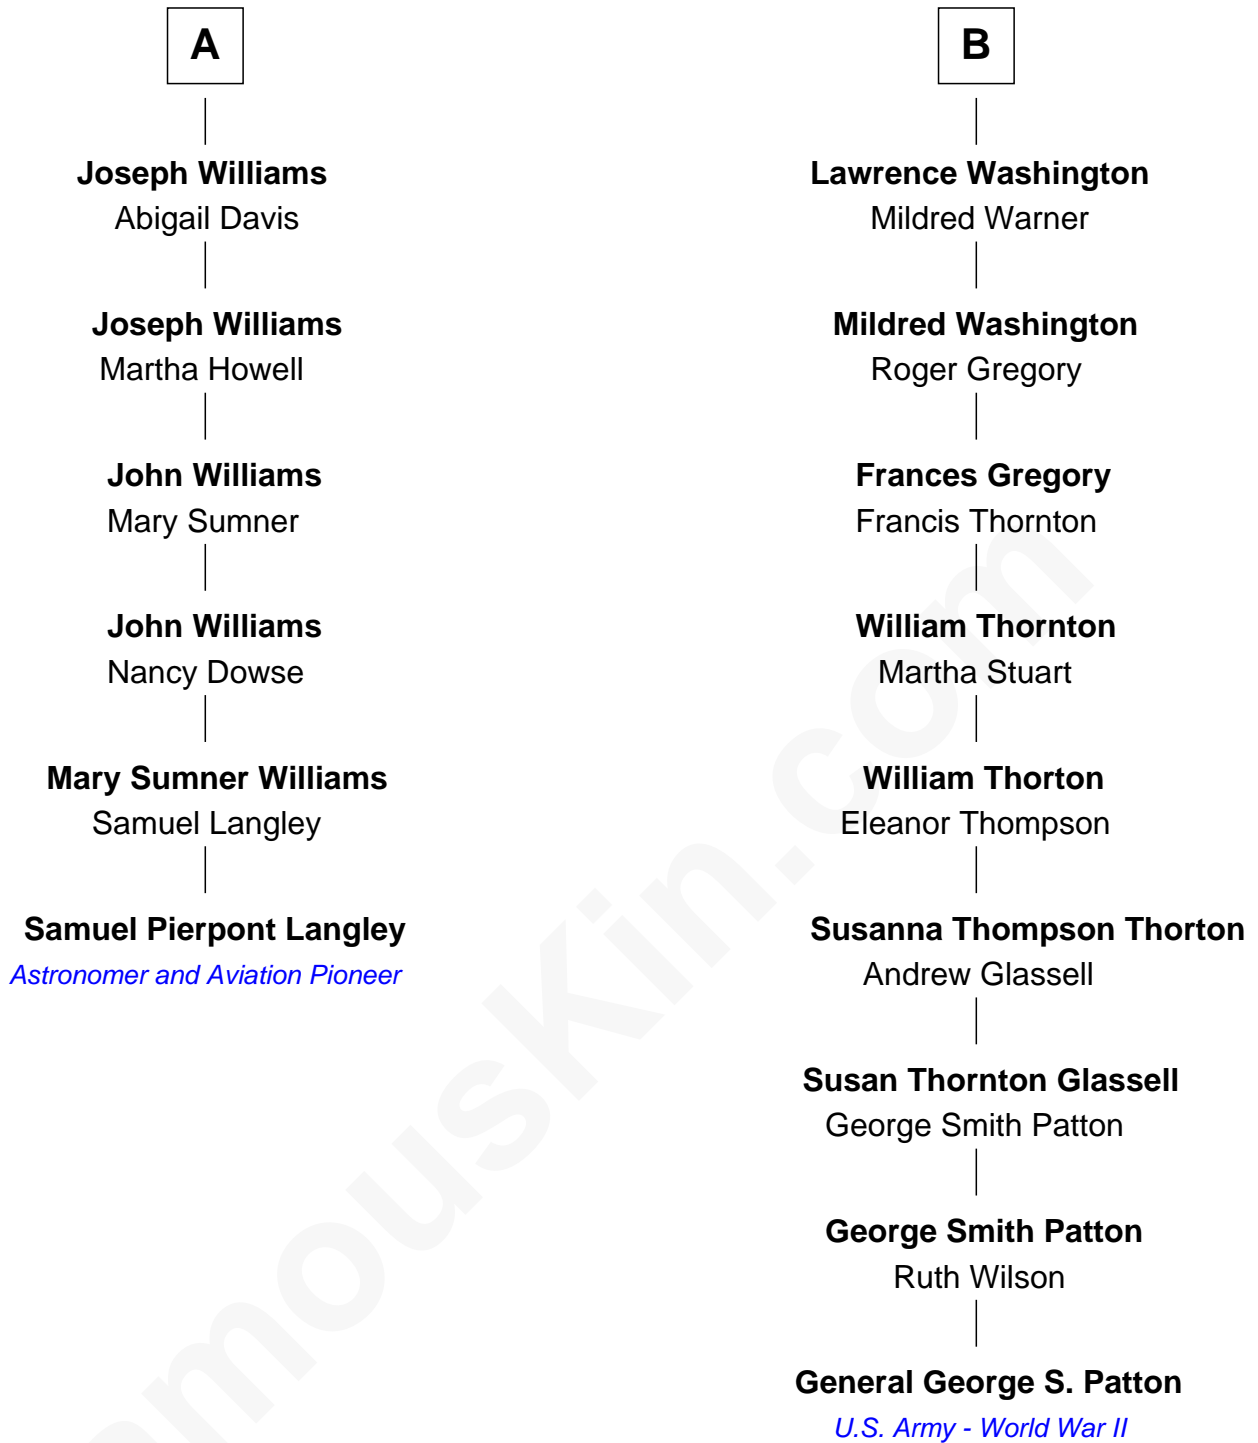 A
Joseph Williams
Abigail Davis
Joseph Williams
Martha Howell
John Williams
Mary Sumner
John Williams
Nancy Dowse
Mary Sumner Williams
Samuel Langley
Samuel Pierpont Langley
Astronomer and Aviation Pioneer
B
Lawrence Washington
Mildred Warner
Mildred Washington
Roger Gregory
Frances Gregory
Francis Thornton
William Thornton
Martha Stuart
William Thorton
Eleanor Thompson
Susanna Thompson Thorton
Andrew Glassell
Susan Thornton Glassell
George Smith Patton
George Smith Patton
Ruth Wilson
General George S. Patton
U.S. Army - World War II
amouskin.com